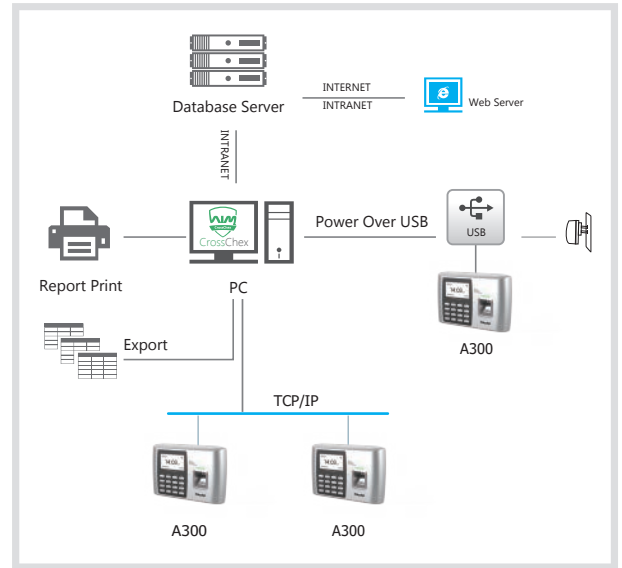 Database Server
INTERNET
INTRANET
Web Server
INTRANET
CrossChex
Power Over USB
USB
Report Print
PC
A300
Export
TCP/IP
A300
A300